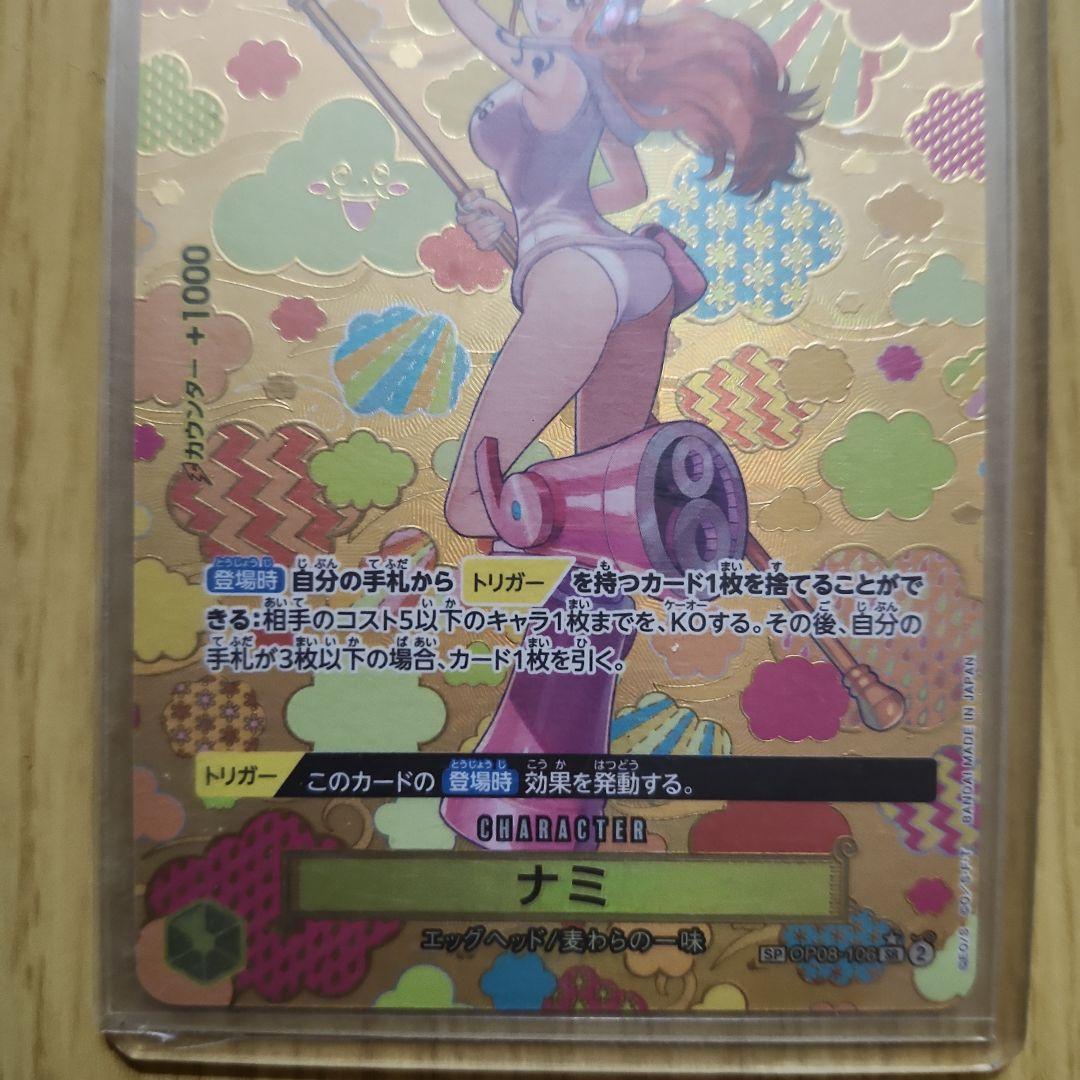 カウンター +1000
登場時 自分の手札から トリガー を持つカード1枚を捨てることがで
きる:相手のコスト5以下のキャラ1枚までを、KOする。その後、自分の
手札が3枚以下の場合、カード1枚を引く。
トリガー このカードの 登場時 効果を発動する。
CHARACTER
ナミ
エッグヘッド/麦わらの一味
SP OP08-106 SR 2
©E.O/S. ©O/S・F・T BANDAI MADE IN JAPAN